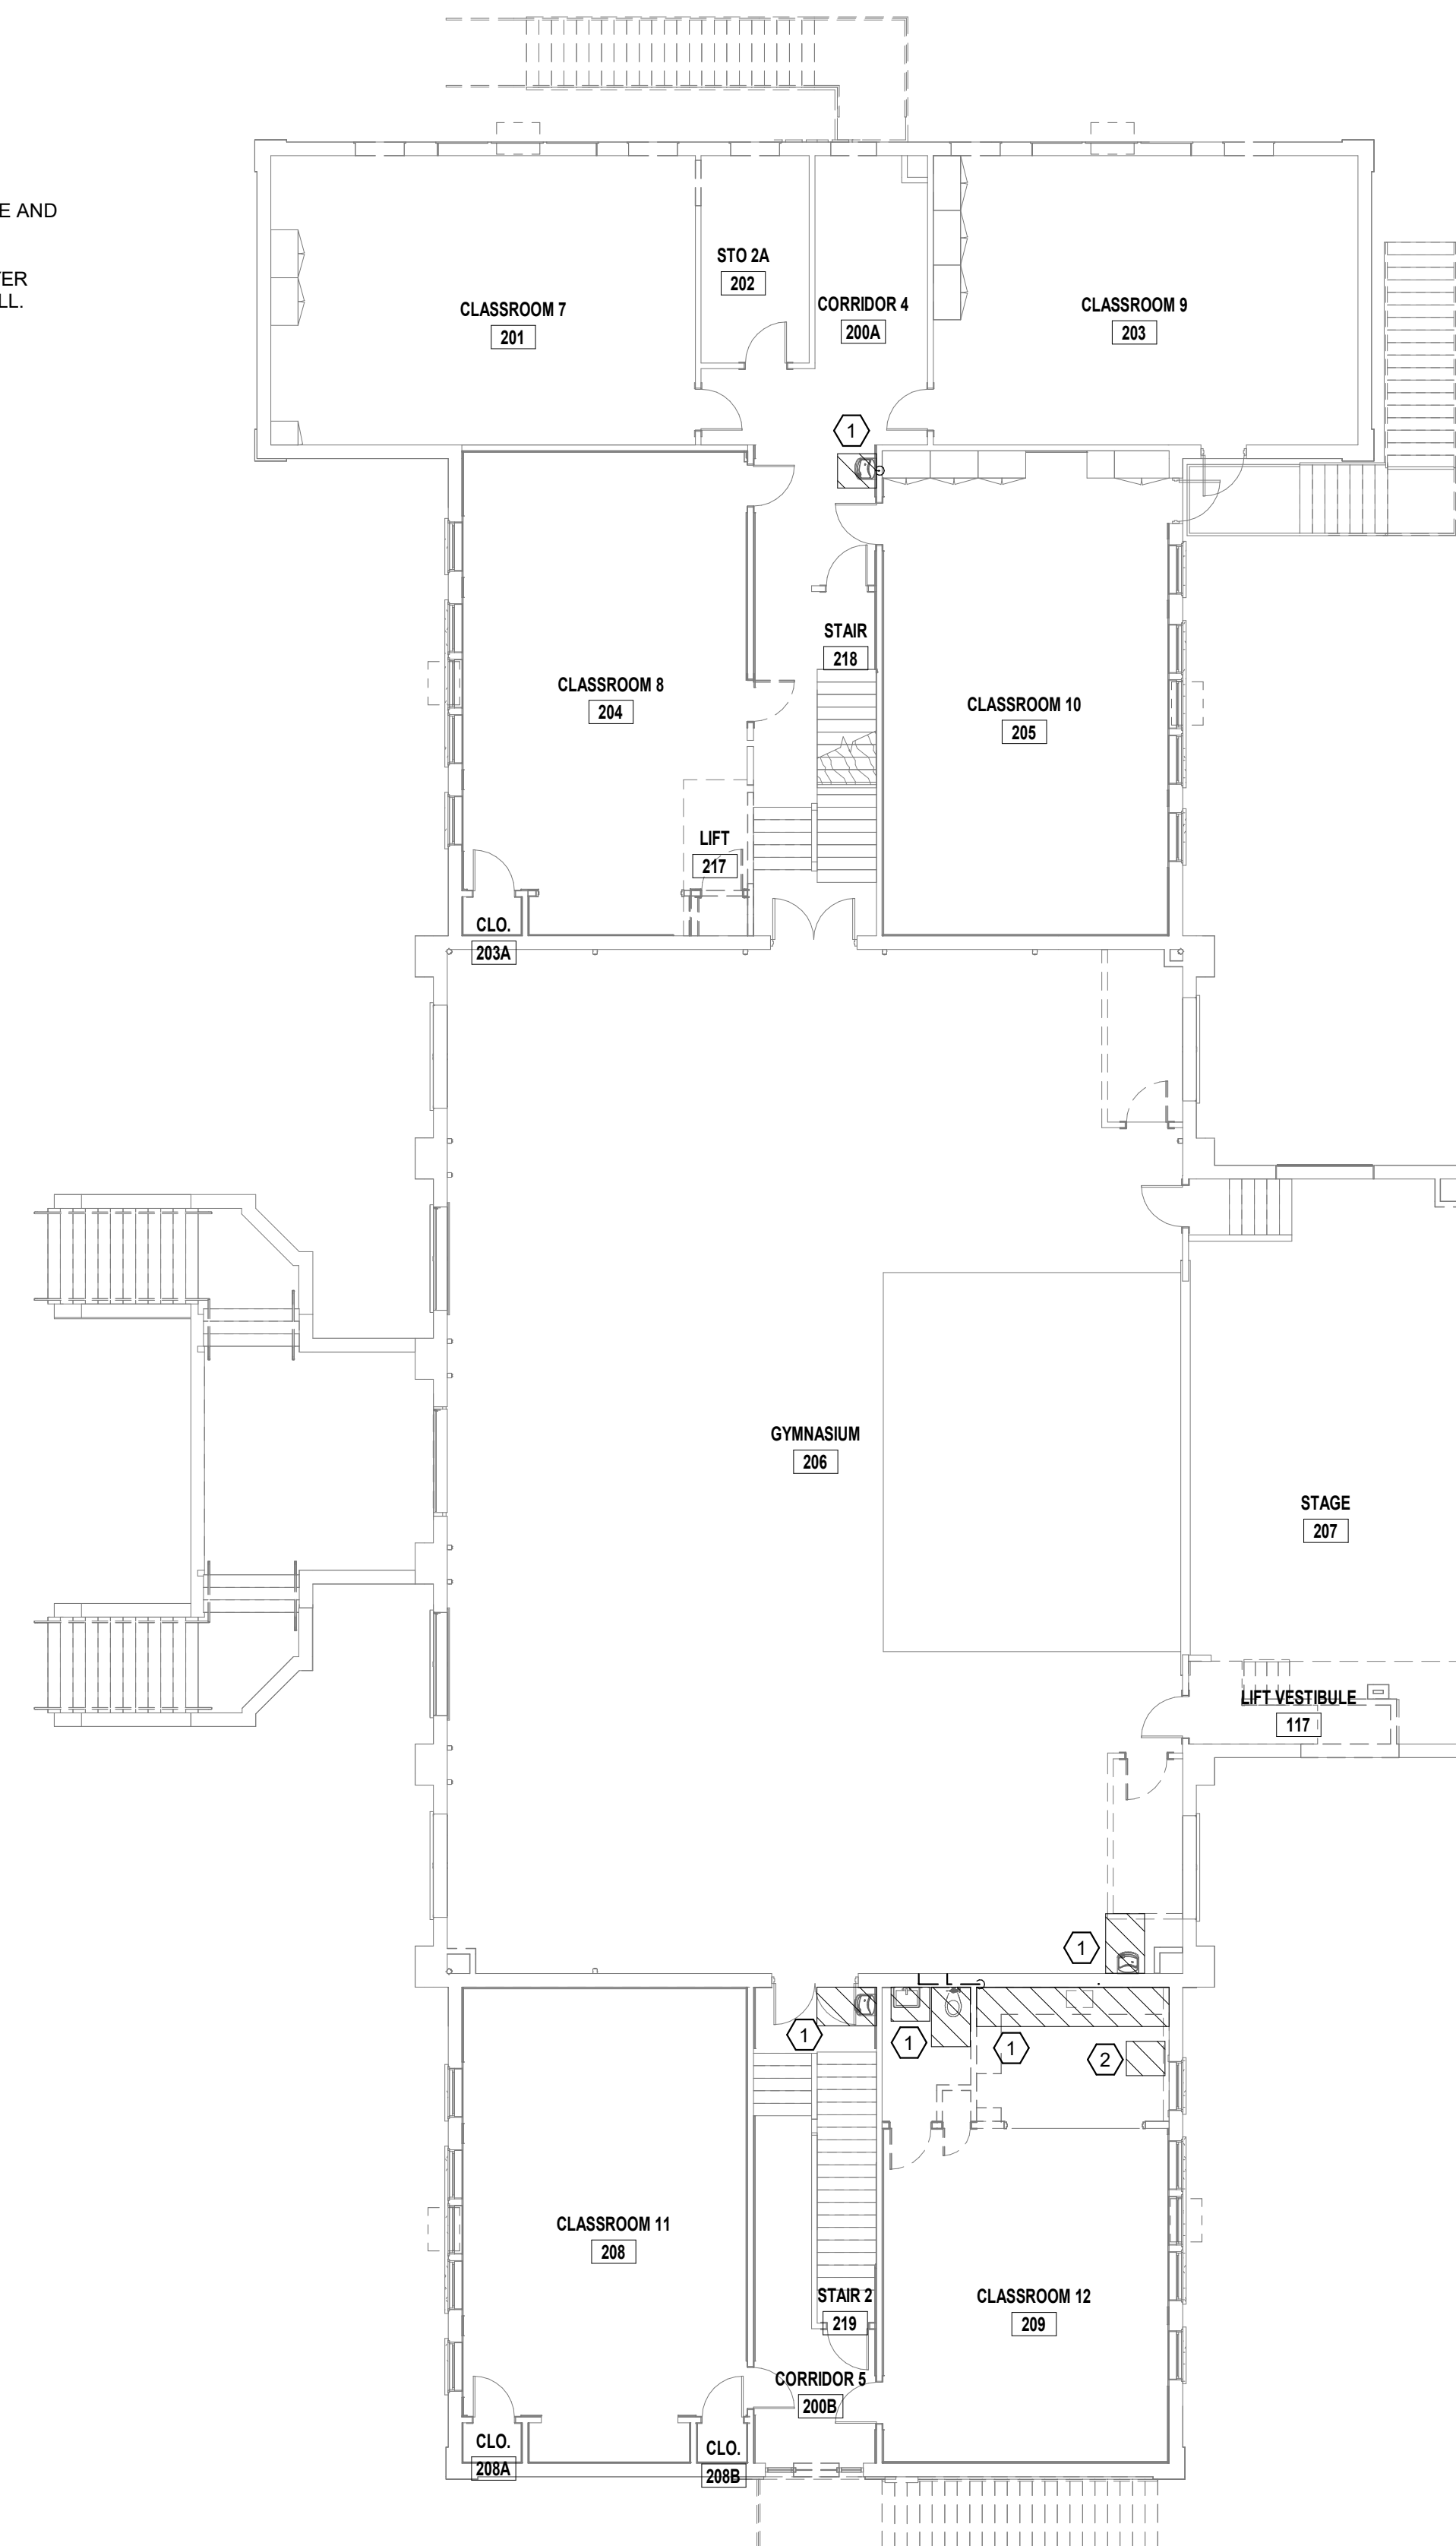 E AND
ER
LL.
STO 2A
202
CLASSROOM 7
201
CORRIDOR 4
200A
CLASSROOM 9
203
1
STAIR
218
CLASSROOM 8
204
CLASSROOM 10
205
LIFT
217
CLO.
203A
GYMNASIUM
206
STAGE
207
LIFT VESTIBULE
117
1
1
1
1
2
CLASSROOM 11
208
STAIR 2
219
CLASSROOM 12
209
CORRIDOR 5
200B
CLO.
208A
CLO.
208B